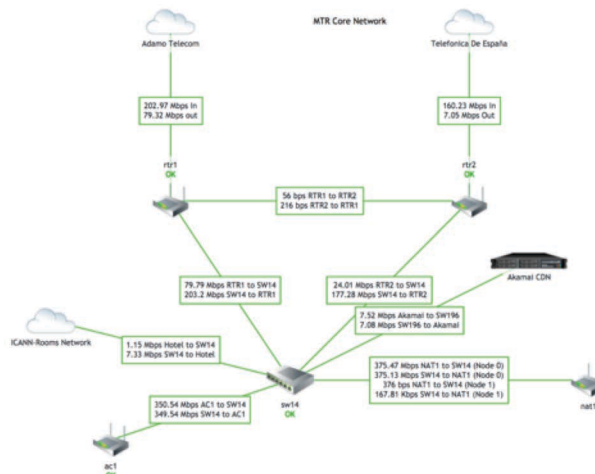 MTR Core Network
Adamo Telecom
Telefonica De España
202.97 Mbps In
79.32 Mbps out
160.23 Mbps In
7.05 Mbps Out
rtr1
OK
rtr2
OK
56 bps RTR1 to RTR2
216 bps RTR2 to RTR1
79.79 Mbps RTR1 to SW14
203.2 Mbps SW14 to RTR1
24.01 Mbps RTR2 to SW14
177.28 Mbps SW14 to RTR2
Akamai CDN
7.52 Mbps Akamai to SW196
7.08 Mbps SW196 to Akamai
ICANN-Rooms Network
1.15 Mbps Hotel to SW14
7.33 Mbps SW14 to Hotel
375.47 Mbps NAT1 to SW14 (Node 0)
375.13 Mbps SW14 to NAT1 (Node 0)
376 bps NAT1 to SW14 (Node 1)
167.81 Kbps SW14 to NAT1 (Node 1)
350.54 Mbps AC1 to SW14
349.54 Mbps SW14 to AC1
sw14
OK
nat1
ac1